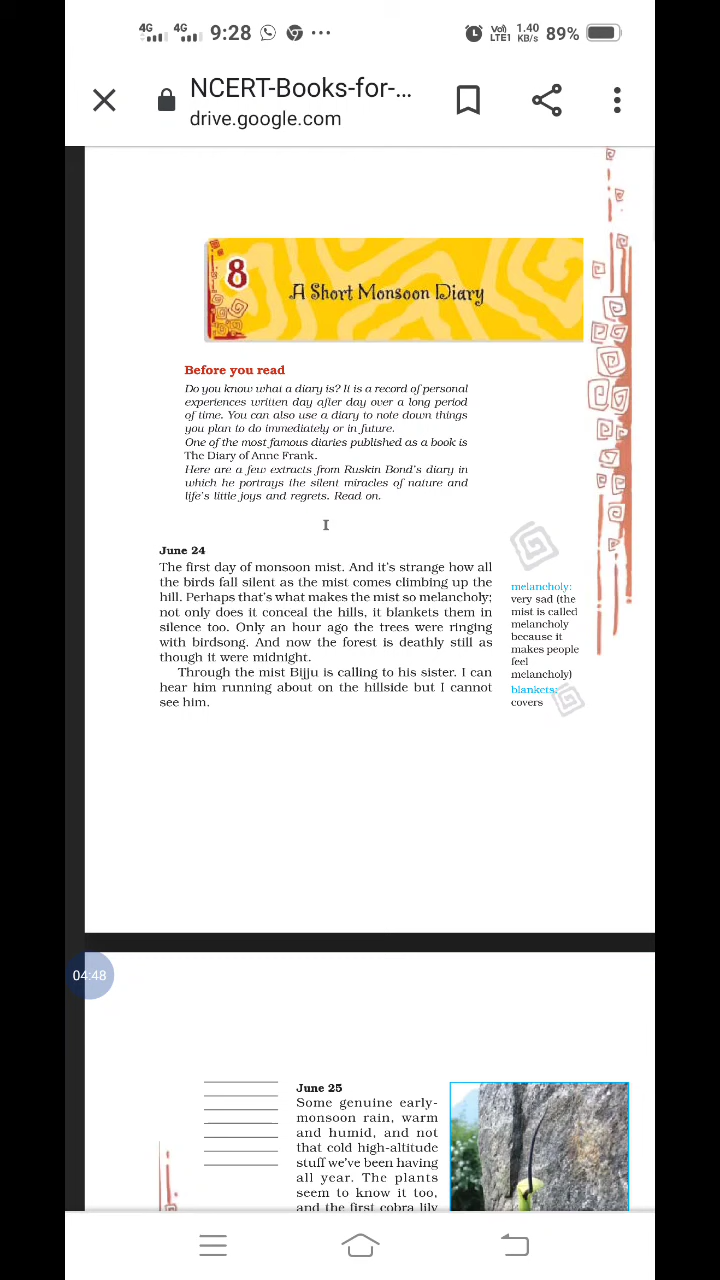 4G 4G 9:28 ... Vo) LTE1 1.40 KB/s 89%
NCERT-Books-for-...
drive.google.com
8
A Short Monsoon Diary
Before you read
Do you know what a diary is? It is a record of personal
experiences written day after day over a long period
of time. You can also use a diary to note down things
you plan to do immediately or in future.
One of the most famous diaries published as a book is
The Diary of Anne Frank.
Here are a few extracts from Ruskin Bond's diary in
which he portrays the silent miracles of nature and
life's little joys and regrets. Read on.
I
June 24
The first day of monsoon mist. And it's strange how all
the birds fall silent as the mist comes climbing up the
hill. Perhaps that's what makes the mist so melancholy;
not only does it conceal the hills, it blankets them in
silence too. Only an hour ago the trees were ringing
with birdsong. And now the forest is deathly still as
though it were midnight.
Through the mist Bijju is calling to his sister. I can
hear him running about on the hillside but I cannot
see him.
melancholy:
very sad (the
mist is called
melancholy
because it
makes people
feel
melancholy)
blankets:
covers
04:48
June 25
Some genuine early-
monsoon rain, warm
and humid, and not
that cold high-altitude
stuff we've been having
all year. The plants
seem to know it too,
and the first cobra lily